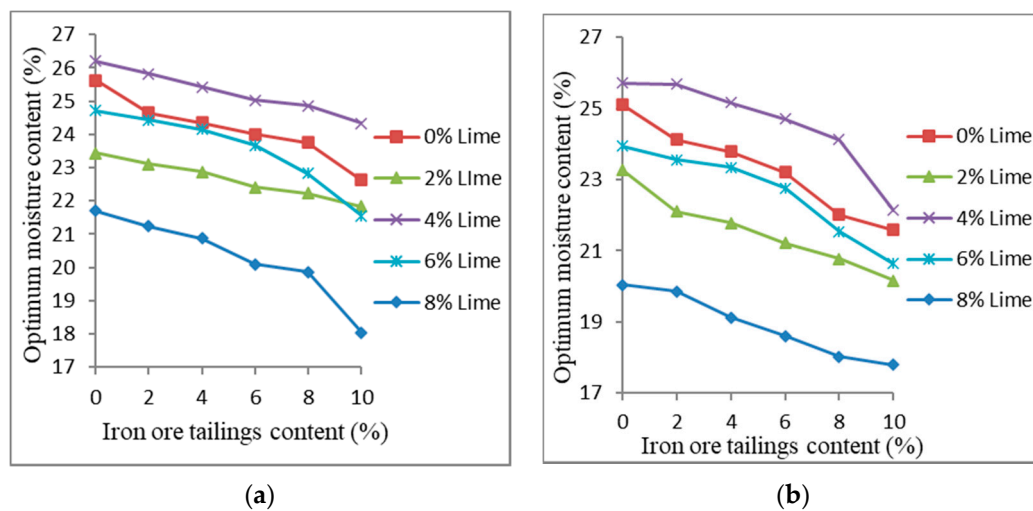 Optimum moisture content (%)
27
26
25
24
23
22
21
20
19
18
17
0 2 4 6 8 10
Iron ore tailings content (%)
0% Lime
2% LIme
4% Lime
6% Lime
8% Lime
(a)
Optimum moisture content (%)
27
25
23
21
19
17
0 2 4 6 8 10
Iron ore tailings content (%)
0% Lime
2% Lime
4% Lime
6% Lime
8% Lime
(b)